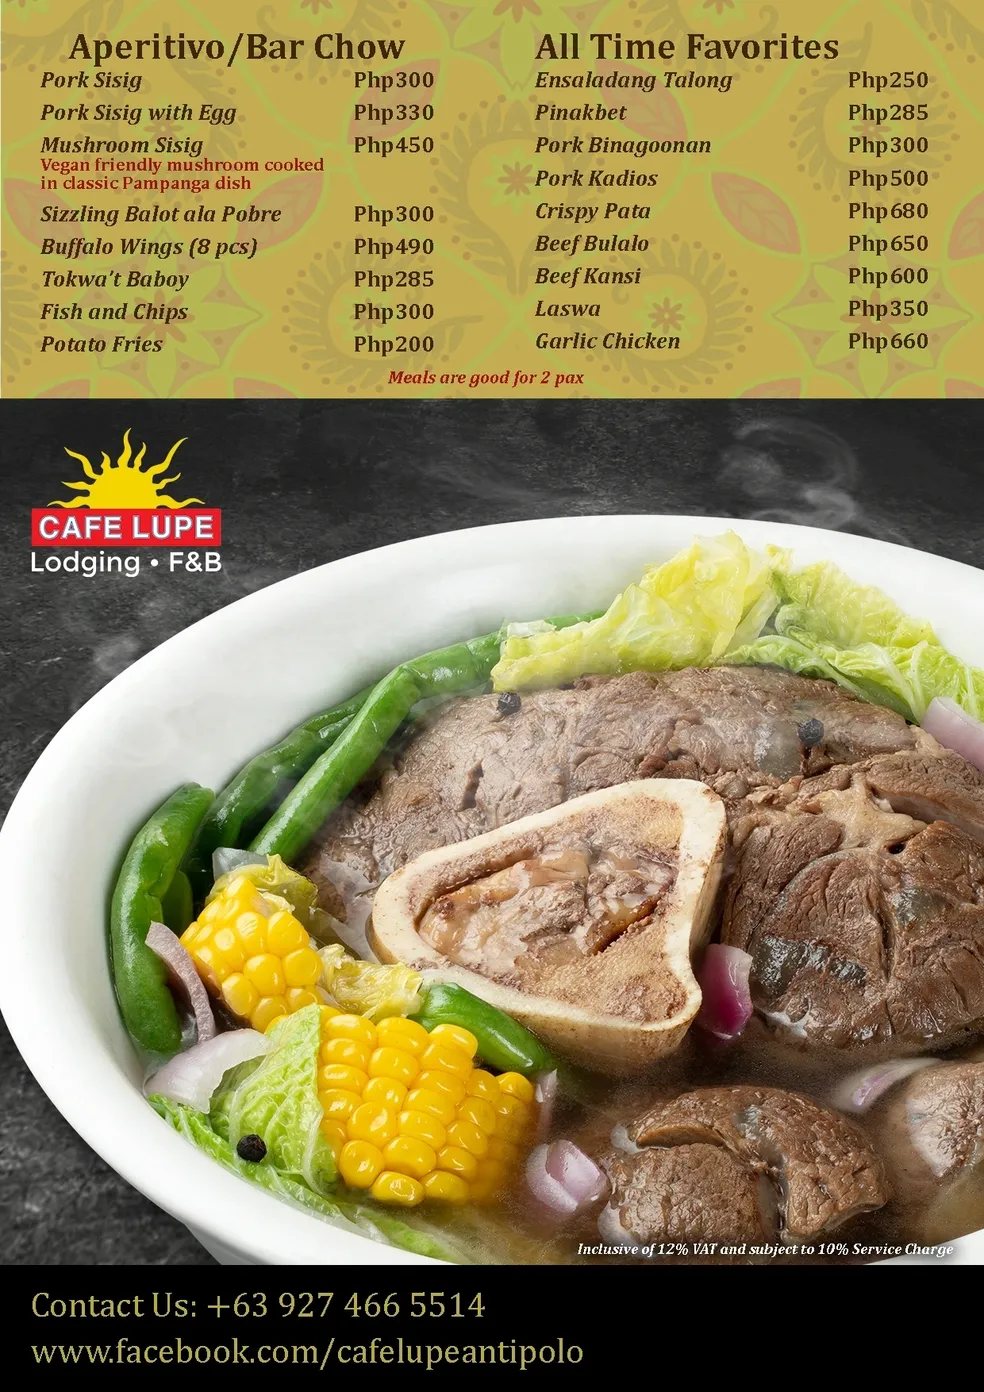 Aperitivo/Bar Chow
Pork Sisig Php300
Pork Sisig with Egg Php330
Mushroom Sisig Php450
Vegan friendly mushroom cooked
in classic Pampanga dish
Sizzling Balot ala Pobre Php300
Buffalo Wings (8 pcs) Php490
Tokwa't Baboy Php285
Fish and Chips Php300
Potato Fries Php200
All Time Favorites
Ensaladang Talong Php250
Pinakbet Php285
Pork Binagoonan Php300
Pork Kadios Php500
Crispy Pata Php680
Beef Bulalo Php650
Beef Kansi Php600
Laswa Php350
Garlic Chicken Php660
Meals are good for 2 pax
CAFE LUPE
Lodging • F&B
Inclusive of 12% VAT and subject to 10% Service Charge
Contact Us: +63 927 466 5514
www.facebook.com/cafelupeantipolo